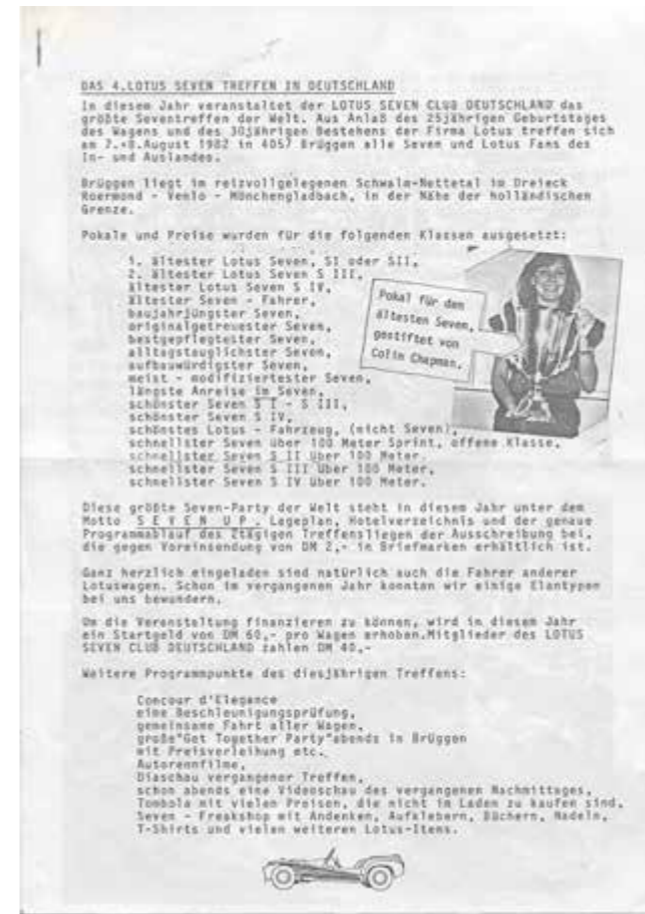 DAS 4.LOTUS SEVEN TREFFEN IN DEUTSCHLAND
In diesem Jahr veranstaltet der LOTUS SEVEN CLUB DEUTSCHLAND das
größte Seventreffen der Welt. Aus Anlaß des 25jährigen Geburtstages
des Wagens und des 30jährigen Bestehens der Firma Lotus treffen sich
am 7.+8.August 1982 in 4057 Brüggen alle Seven und Lotus Fans des
In- und Auslandes.
Brüggen liegt im reizvollgelegenen Schwalm-Nettetal im Dreieck
Roermond - Venlo - Mönchengladbach, in der Nähe der holländischen
Grenze.
Pokale und Preise wurden für die folgenden Klassen ausgesetzt:
1. ältester Lotus Seven, SI oder SII,
2. ältester Lotus Seven S III,
ältester Lotus Seven S IV,
ältester Seven - Fahrer,
baujahrjüngster Seven,
originalgetreuester Seven,
bestgepflegtester Seven,
alltagstauglichster Seven,
aufbauwürdigster Seven,
meist - modifiziertester Seven,
längste Anreise im Seven,
schönster Seven S I - S III,
schönster Seven S IV,
schönstes Lotus - Fahrzeug, (nicht Seven),
schnellster Seven über 100 Meter Sprint, offene Klasse,
schnellster Seven S II über 100 Meter.
schnellster Seven S III über 100 Meter.
schnellster Seven S IV über 100 Meter.
Pokal für den
ältesten Seven,
gestiftet von
Colin Chapman.
Diese größte Seven-Party der Welt steht in diesem Jahr unter dem
Motto S E V E N U P . Lageplan, Hotelverzeichnis und der genaue
Programmablauf des 2tägigen Treffensliegen der Ausschreibung bei,
die gegen Voreinsendung von DM 2,- in Briefmarken erhältlich ist.
Ganz herzlich eingeladen sind natürlich auch die Fahrer anderer
Lotuswagen. Schon im vergangenen Jahr konnten wir einige Elantypen
bei uns bewundern.
Um die Veranstaltung finanzieren zu können, wird in diesem Jahr
ein Startgeld von DM 60,- pro Wagen erhoben.Mitglieder des LOTUS
SEVEN CLUB DEUTSCHLAND zahlen DM 40,-
Weitere Programmpunkte des diesjährigen Treffens:
Concour d'Elegance
eine Beschleunigungsprüfung,
gemeinsame Fahrt aller Wagen,
große"Get Together Party"abends in Brüggen
mit Preisverleihung etc.
Autorennfilme,
Diaschau vergangener Treffen,
schon abends eine Videoschau des vergangenen Nachmittages,
Tombola mit vielen Preisen, die nicht im Laden zu kaufen sind,
Seven - Freakshop mit Andenken, Aufklebern, Büchern, Nadeln,
T-Shirts und vielen weiteren Lotus-Items.